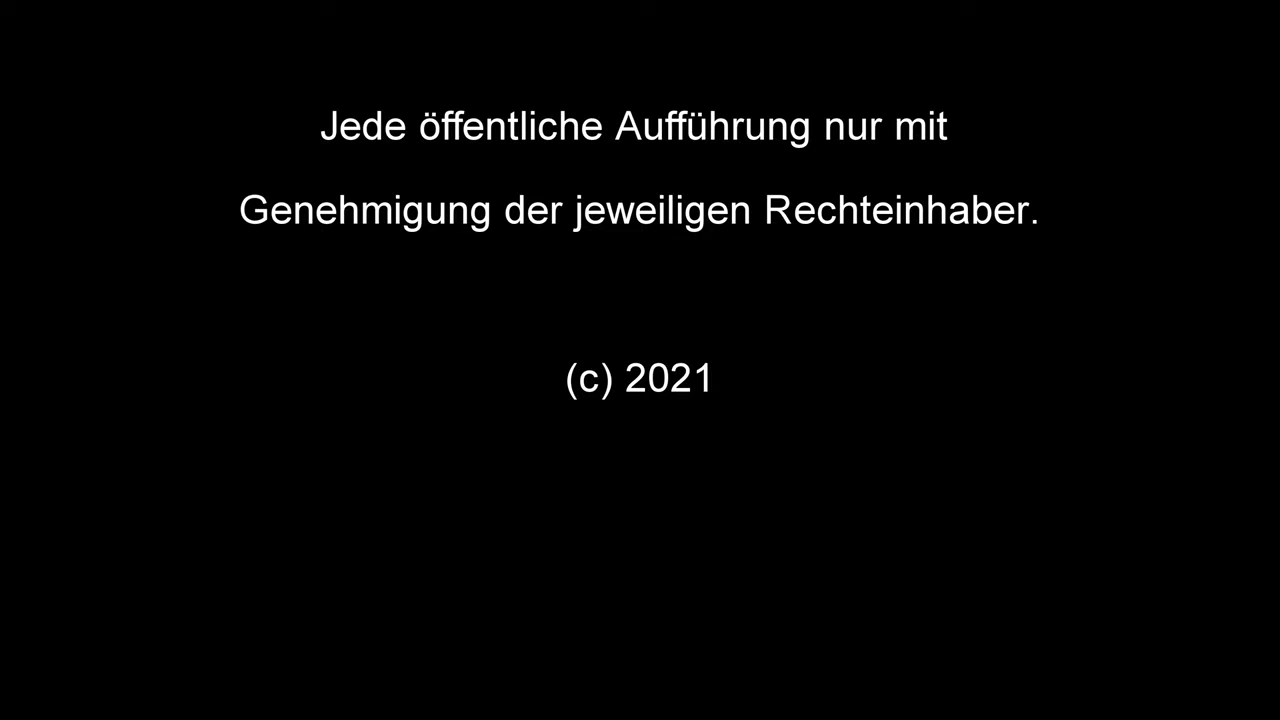 Jede öffentliche Aufführung nur mit
Genehmigung der jeweiligen Rechteinhaber.
(c) 2021